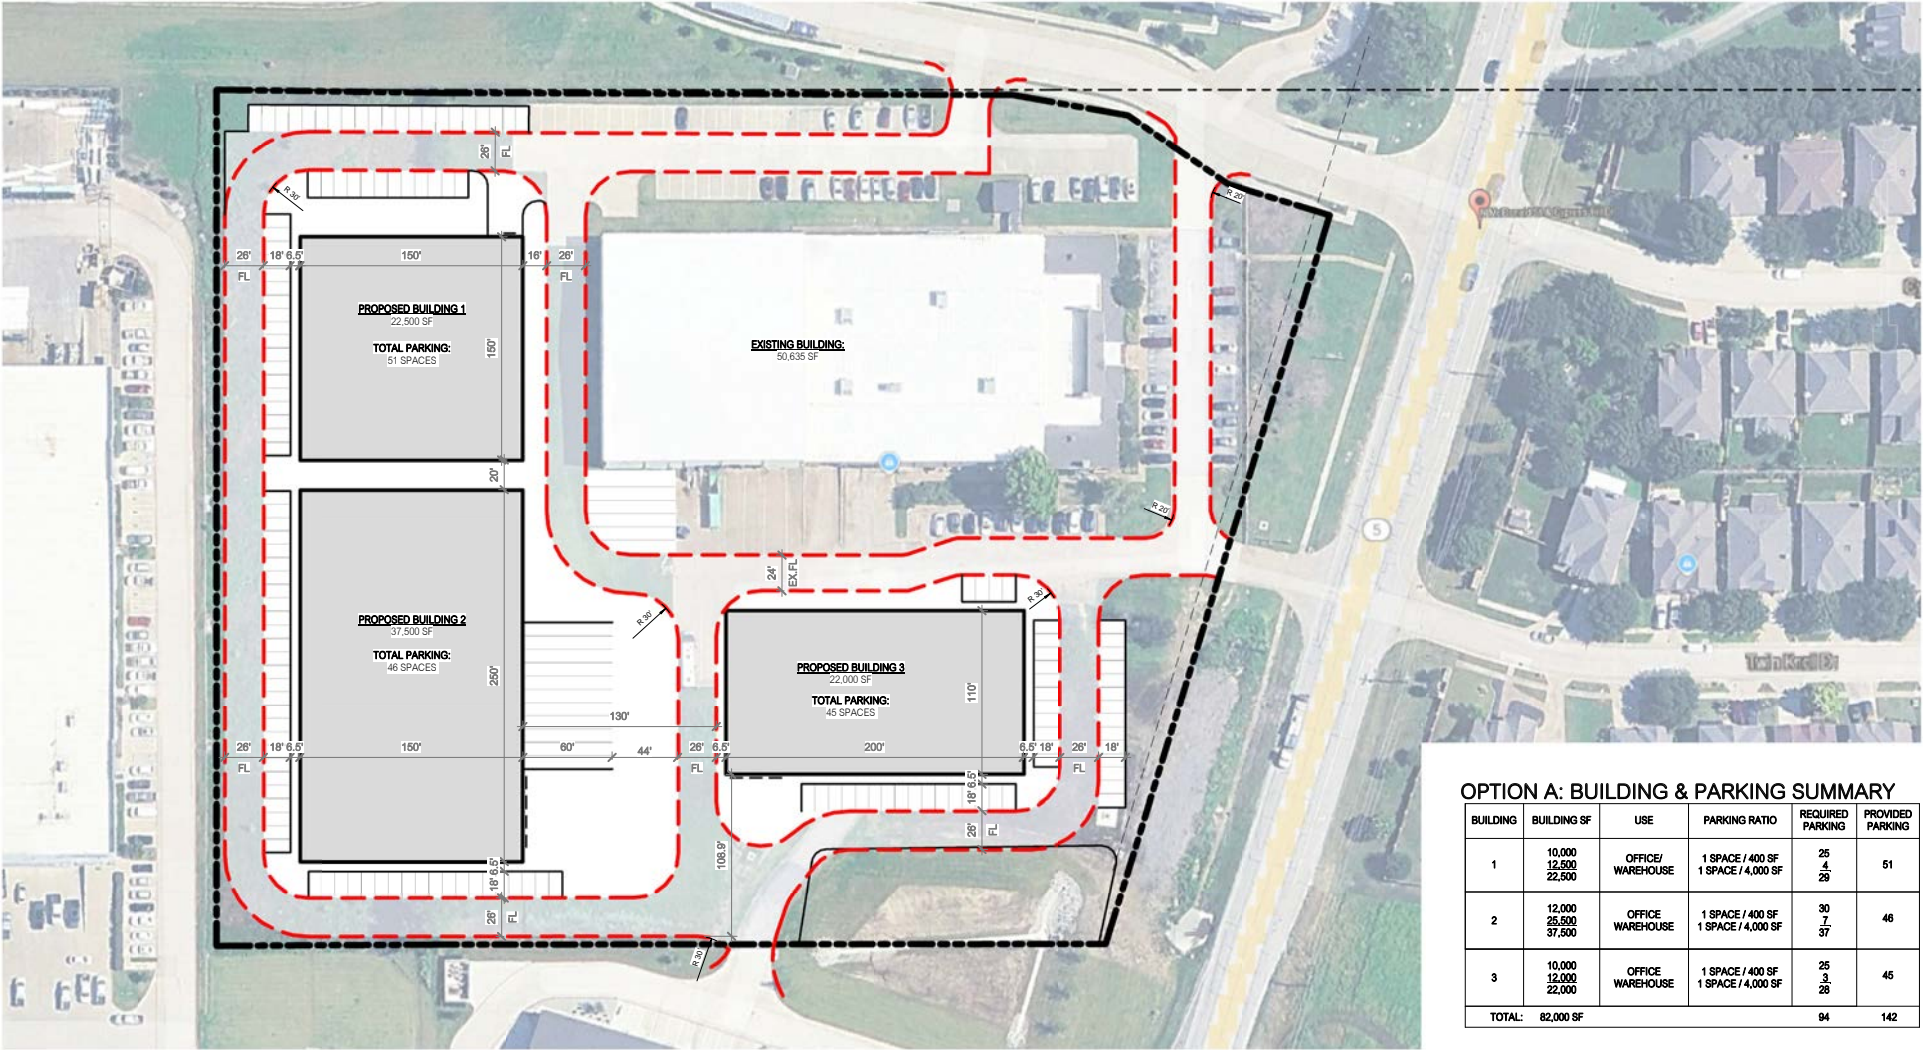 26'
FL
R 30'
R 20'
26'
FL
18'
6.5'
150'
16'
26'
FL
PROPOSED BUILDING 1
22,500 SF
TOTAL PARKING:
51 SPACES
150'
EXISTING BUILDING:
50,635 SF
20'
R 20'
5
24'
EX.FL
R 30'
R 30'
PROPOSED BUILDING 2
37,500 SF
TOTAL PARKING:
46 SPACES
250'
PROPOSED BUILDING 3
22,000 SF
TOTAL PARKING:
45 SPACES
110'
Twin Knoll Dr
130'
26'
FL
18'
6.5'
150'
60'
44'
26'
FL
6.5'
200'
6.5'
18'
26'
FL
18'
18' 6.5'
26'
FL
108.9'
18' 6.5'
26'
FL
R 30'
OPTION A: BUILDING & PARKING SUMMARY
BUILDING BUILDING SF USE PARKING RATIO REQUIRED PARKING PROVIDED PARKING
1 10,000 12,500 22,500 OFFICE/ WAREHOUSE 1 SPACE / 400 SF 1 SPACE / 4,000 SF 25 4 29 51
2 12,000 25,500 37,500 OFFICE WAREHOUSE 1 SPACE / 400 SF 1 SPACE / 4,000 SF 30 7 37 46
3 10,000 12,000 22,000 OFFICE WAREHOUSE 1 SPACE / 400 SF 1 SPACE / 4,000 SF 25 3 28 45
TOTAL: 82,000 SF 94 142